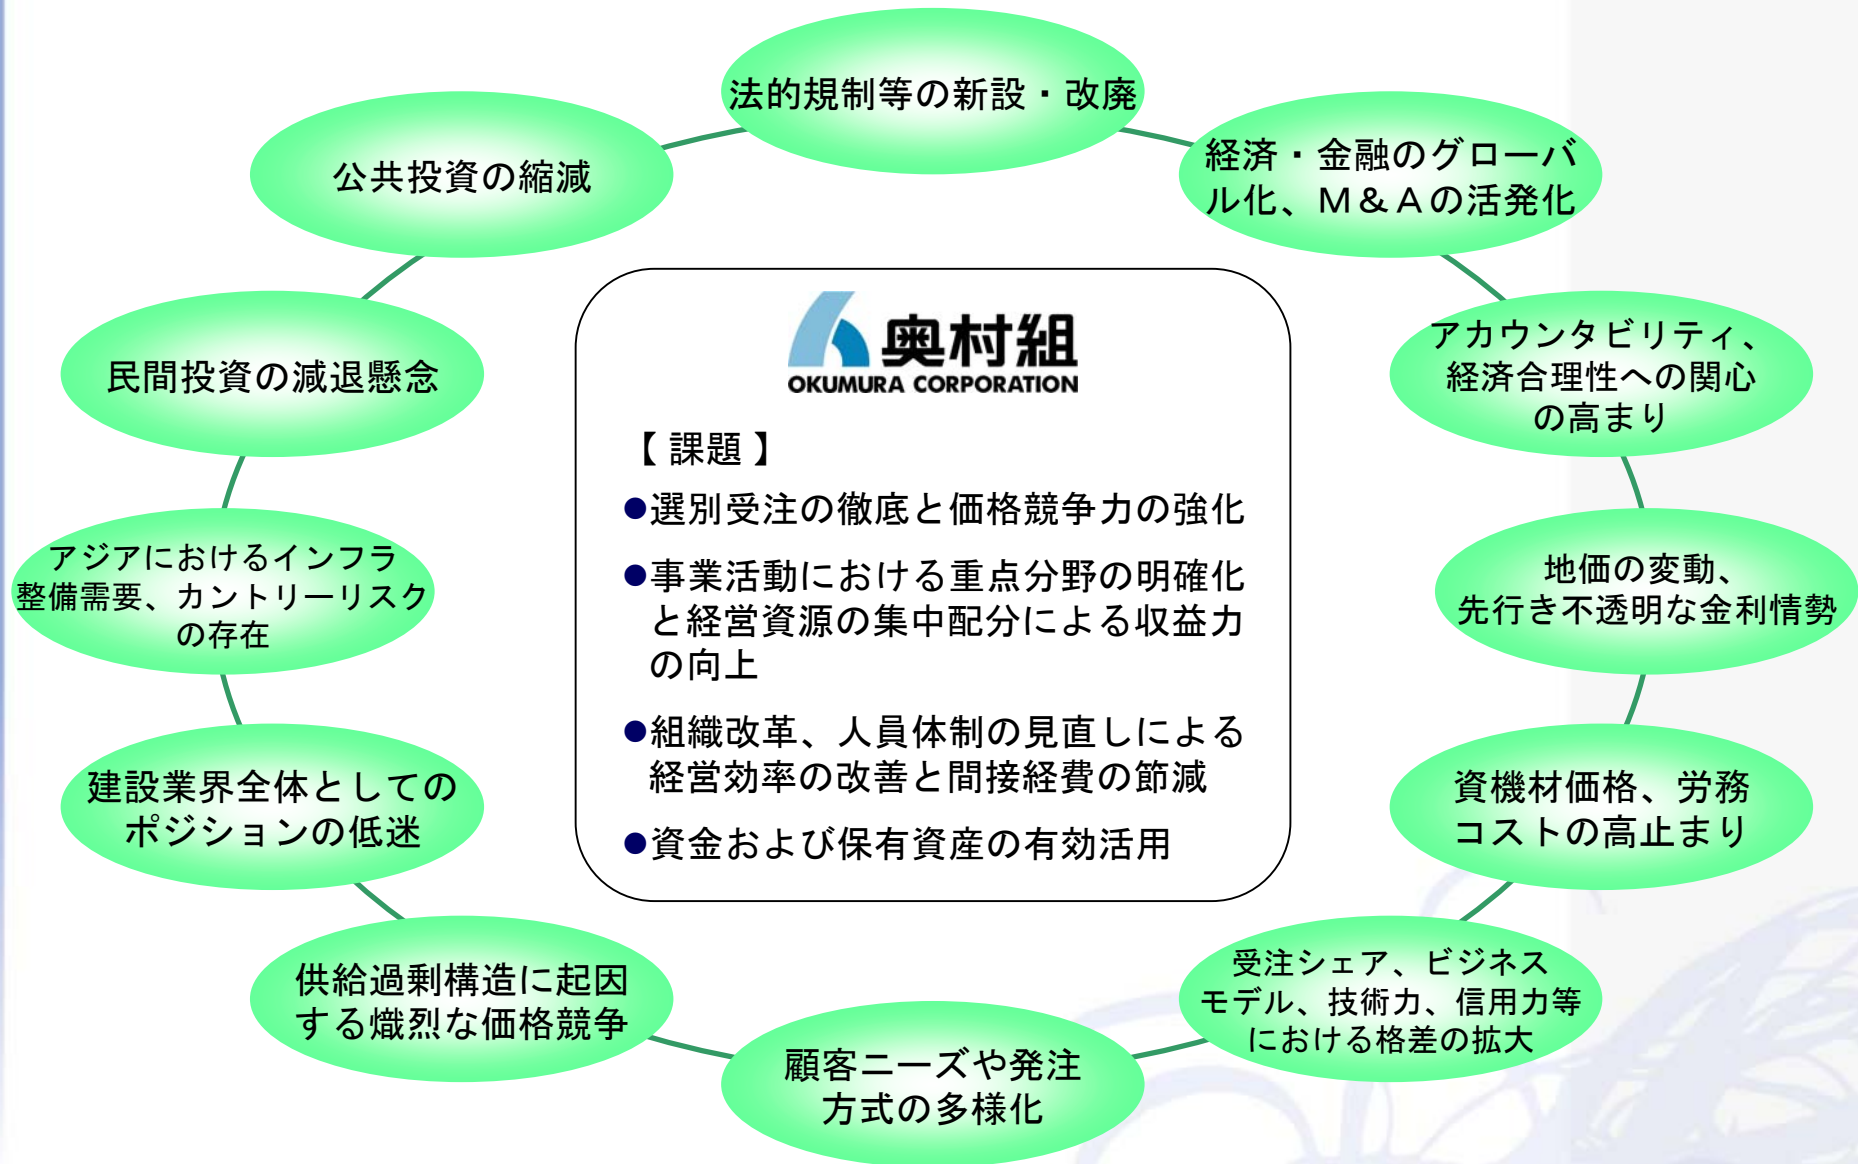 法的規制等の新設・改廃
経済・金融のグローバ
ル化、Ｍ＆Ａの活発化
アカウンタビリティ、
経済合理性への関心
の高まり
地価の変動、
先行き不透明な金利情勢
資機材価格、労務
コストの高止まり
受注シェア、ビジネス
モデル、技術力、信用力等
における格差の拡大
顧客ニーズや発注
方式の多様化
供給過剰構造に起因
する熾烈な価格競争
建設業界全体としての
ポジションの低迷
アジアにおけるインフラ
整備需要、カントリーリスク
の存在
民間投資の減退懸念
公共投資の縮減
奥村組
OKUMURA CORPORATION
【 課題 】
●選別受注の徹底と価格競争力の強化
●事業活動における重点分野の明確化
と経営資源の集中配分による収益力
の向上
●組織改革、人員体制の見直しによる
経営効率の改善と間接経費の節減
●資金および保有資産の有効活用